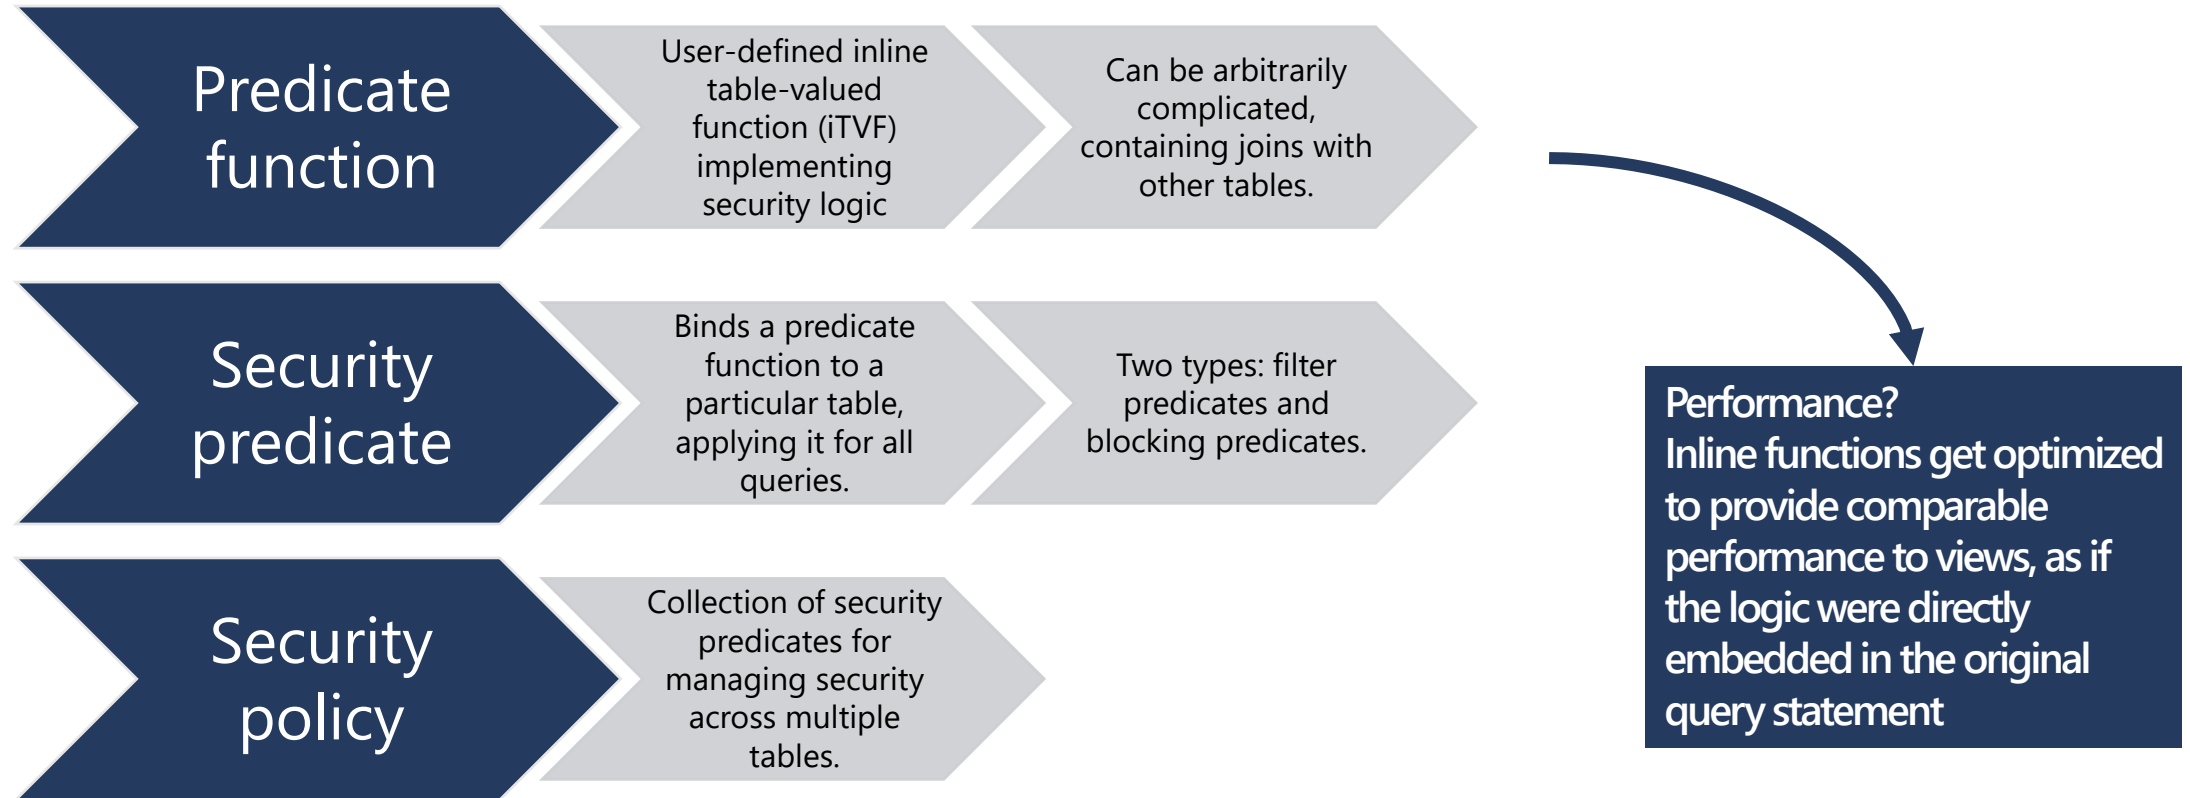 Predicate
function
User-defined inline
table-valued
function (iTVF)
implementing
security logic
Can be arbitrarily
complicated,
containing joins with
other tables.
Security
predicate
Binds a predicate
function to a
particular table,
applying it for all
queries.
Two types: filter
predicates and
blocking predicates.
Security
policy
Collection of security
predicates for
managing security
across multiple
tables.
Performance?
Inline functions get optimized
to provide comparable
performance to views, as if
the logic were directly
embedded in the original
query statement